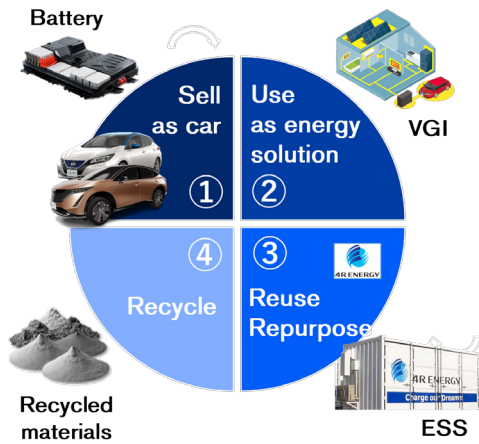 Battery
Sell
as car
①
Use
as energy
solution
②
VGI
④
Recycle
③
4R ENERGY
Reuse
Repurpose
Recycled
materials
4R ENERGY
Charge our Dreams
ESS